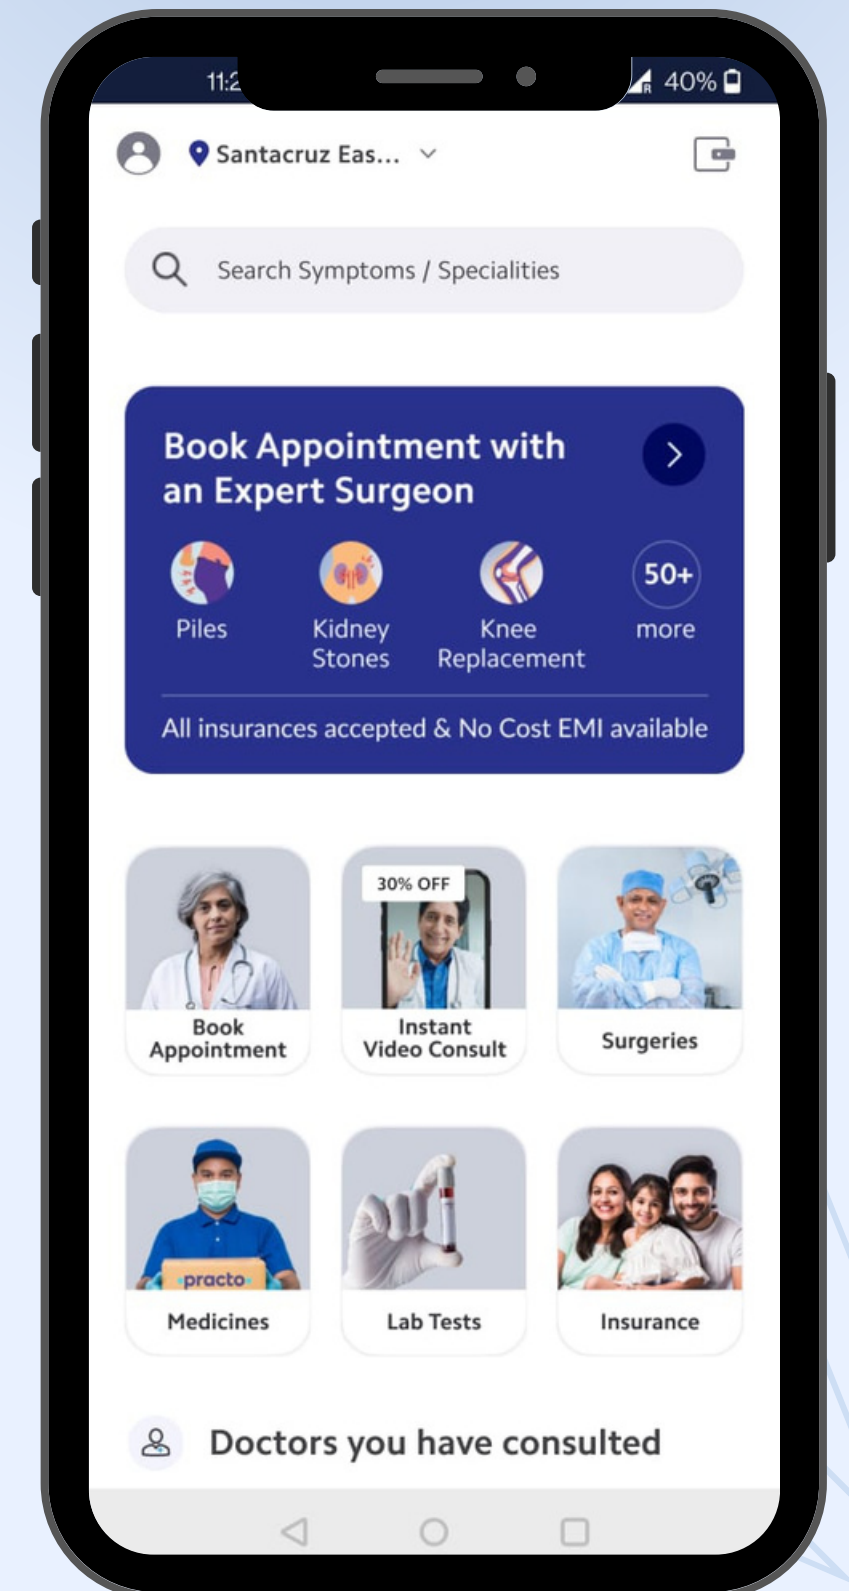 40%
Santacruz Eas...
Search Symptoms / Specialities
Book Appointment with
an Expert Surgeon
Piles
Kidney
Stones
Knee
Replacement
50+
more
All insurances accepted & No Cost EMI available
30% OFF
Book
Appointment
Instant
Video Consult
Surgeries
practo
Medicines
Lab Tests
Insurance
Doctors you have consulted